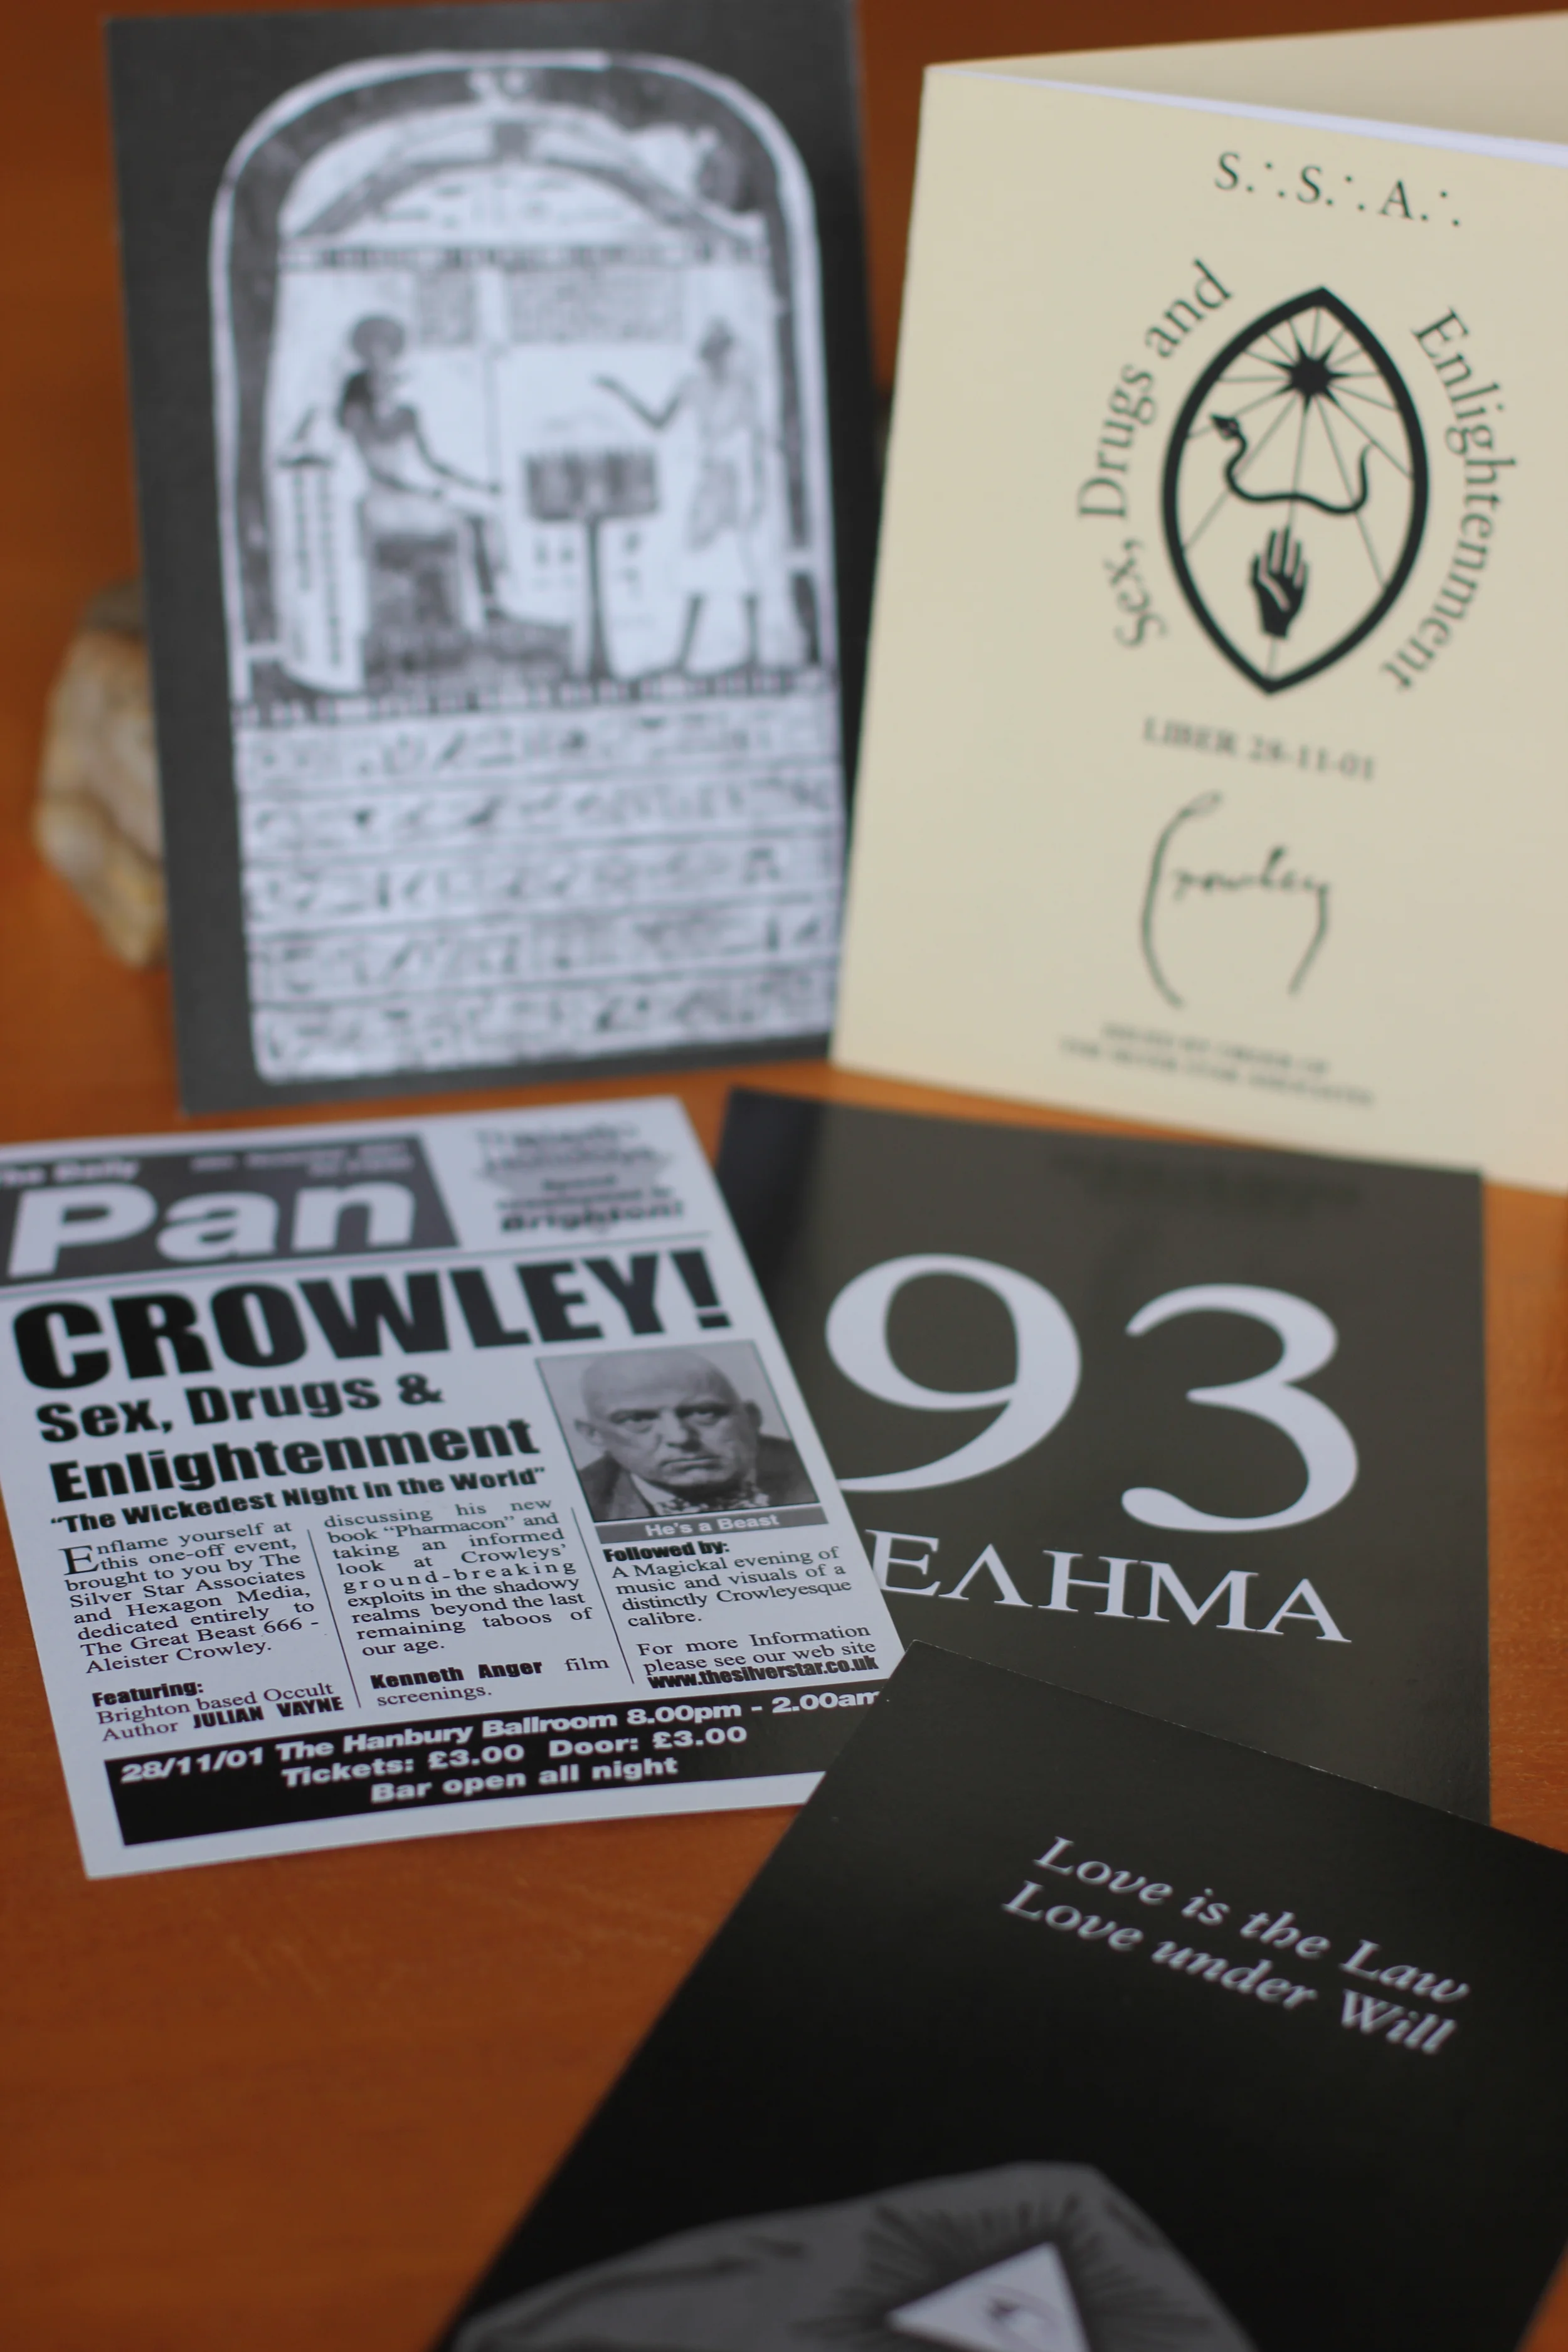 S.∴S.∴A.∴
Sex, Drugs and
Enlightenment
LIBER 28-11-01
Crowley
The Daily
Pan
Brighton!
CROWLEY!
Sex, Drugs &
Enlightenment
"The Wickedest Night in the World"
Enflame yourself at
this one-off event,
brought to you by The
Silver Star Associates
and Hexagon Media,
dedicated entirely to
The Great Beast 666 -
Aleister Crowley.
Featuring:
Brighton based Occult
Author JULIAN VAYNE
discussing his new
book "Pharmacon" and
taking an informed
look at Crowleys'
ground-breaking
exploits in the shadowy
realms beyond the last
remaining taboos of
our age.
Kenneth Anger film
screenings.
He's a Beast
Followed by:
A Magickal evening of
music and visuals of a
distinctly Crowleyesque
calibre.
For more Information
please see our web site
www.thesilverstar.co.uk
28/11/01 The Hanbury Ballroom 8.00pm - 2.00am
Tickets: £3.00 Door: £3.00
Bar open all night
93
ΕΛΗΜΑ
Love is the Law
Love under Will